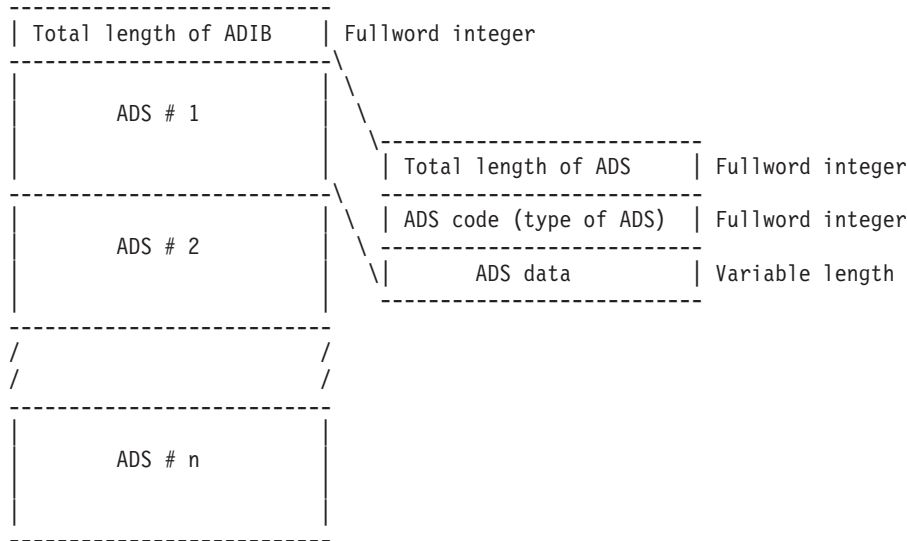 Total length of ADIB Fullword integer
ADS # 1
Total length of ADS Fullword integer
ADS code (type of ADS) Fullword integer
ADS # 2
ADS data Variable length
ADS # n